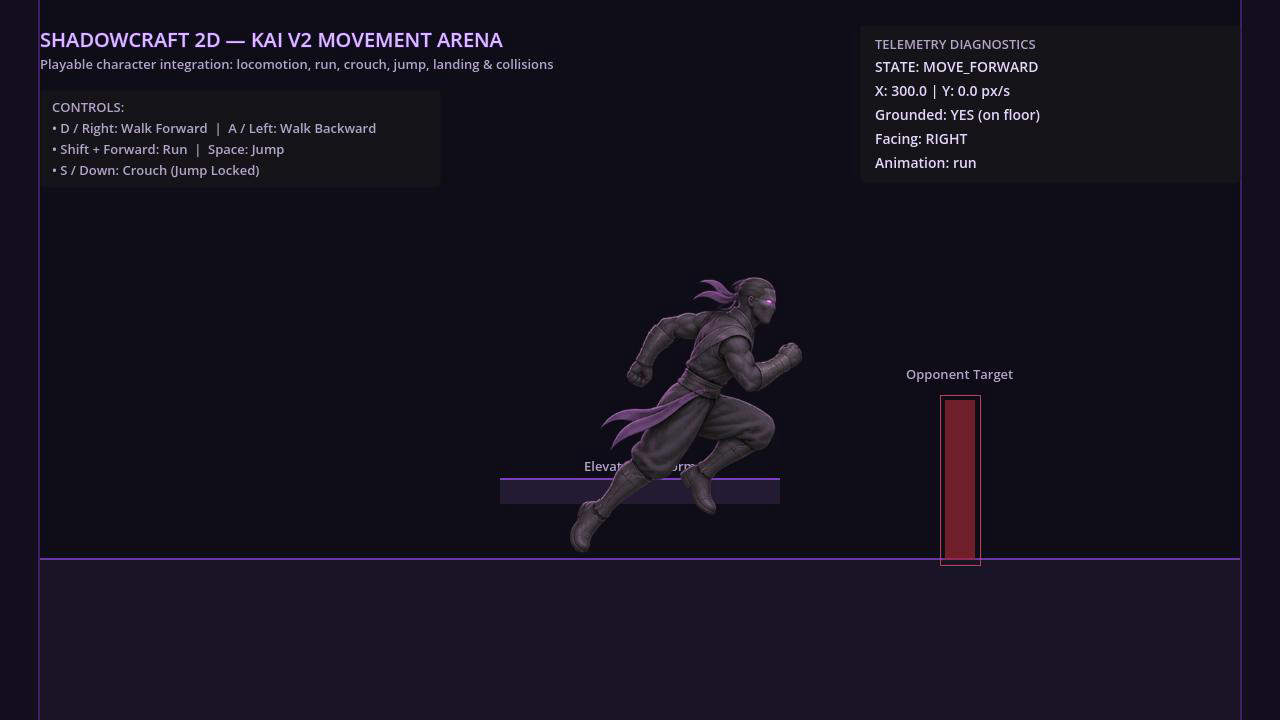 SHADOWCRAFT 2D — KAI V2 MOVEMENT ARENA
Playable character integration: locomotion, run, crouch, jump, landing & collisions
CONTROLS:
• D / Right: Walk Forward | A / Left: Walk Backward
• Shift + Forward: Run | Space: Jump
• S / Down: Crouch (Jump Locked)
TELEMETRY DIAGNOSTICS
STATE: MOVE_FORWARD
X: 300.0 | Y: 0.0 px/s
Grounded: YES (on floor)
Facing: RIGHT
Animation: run
Opponent Target